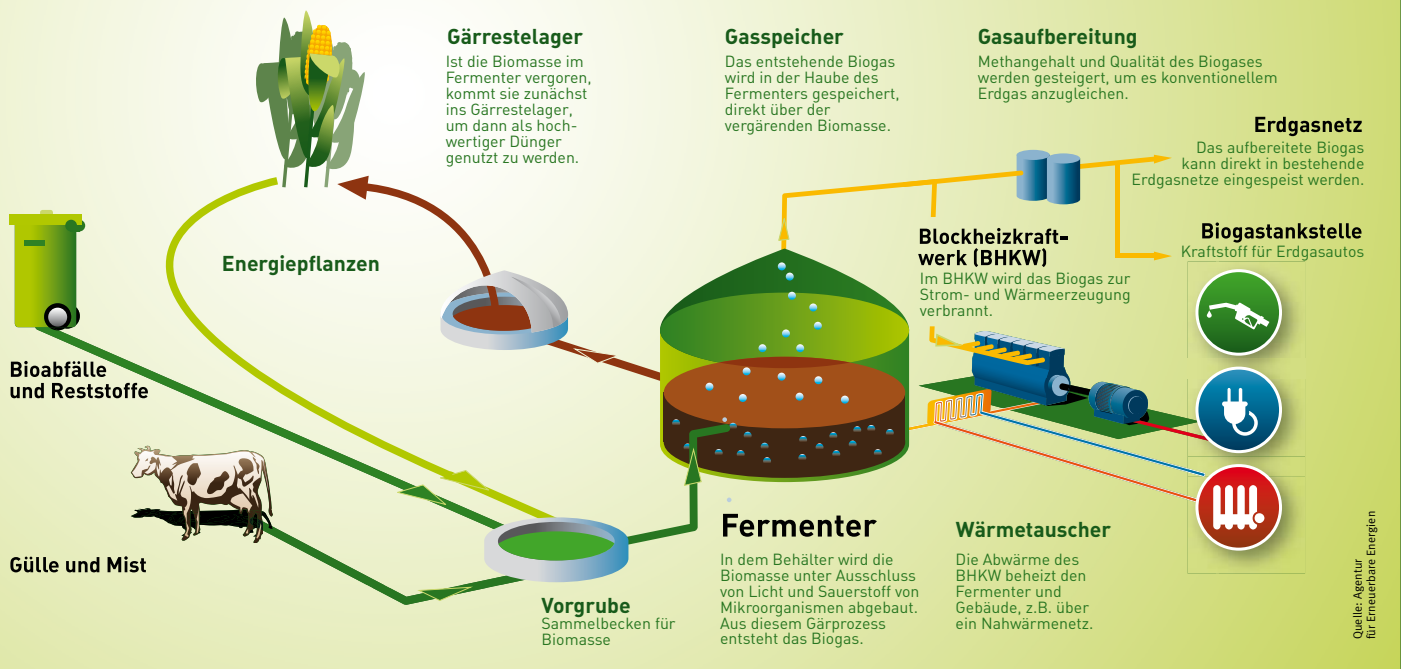 Gärrestelager
Ist die Biomasse im
Fermenter vergoren,
kommt sie zunächst
ins Gärrestelager,
um dann als hoch-
wertiger Dünger
genutzt zu werden.
Gasspeicher
Das entstehende Biogas
wird in der Haube des
Fermenters gespeichert,
direkt über der
vergärenden Biomasse.
Gasaufbereitung
Methangehalt und Qualität des Biogases
werden gesteigert, um es konventionellem
Erdgas anzugleichen.
Erdgasnetz
Das aufbereitete Biogas
kann direkt in bestehende
Erdgasnetze eingespeist werden.
Biogastankstelle
Kraftstoff für Erdgasautos
Blockheizkraft-
werk (BHKW)
Im BHKW wird das Biogas zur
Strom- und Wärmeerzeugung
verbrannt.
Energiepflanzen
Bioabfälle
und Reststoffe
Gülle und Mist
Vorgrube
Sammelbecken für
Biomasse
Fermenter
In dem Behälter wird die
Biomasse unter Ausschluss
von Licht und Sauerstoff von
Mikroorganismen abgebaut.
Aus diesem Gärprozess
entsteht das Biogas.
Wärmetauscher
Die Abwärme des
BHKW beheizt den
Fermenter und
Gebäude, z.B. über
ein Nahwärmenetz.
Quelle: Agentur
für Erneuerbare Energien